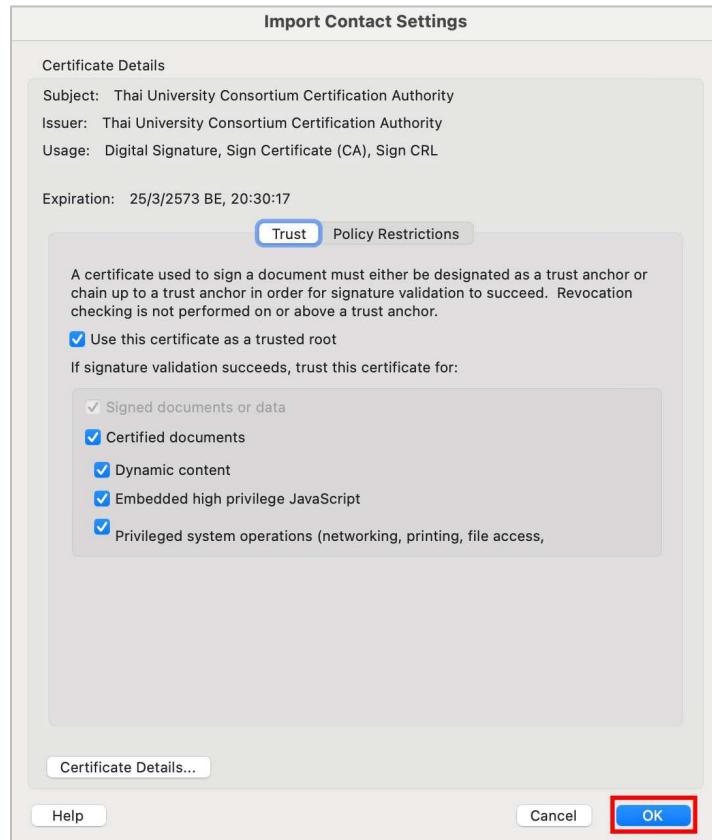 Import Contact Settings
Certificate Details
Subject: Thai University Consortium Certification Authority
Issuer: Thai University Consortium Certification Authority
Usage: Digital Signature, Sign Certificate (CA), Sign CRL
Expiration: 25/3/2573 BE, 20:30:17
Trust Policy Restrictions
A certificate used to sign a document must either be designated as a trust anchor or
chain up to a trust anchor in order for signature validation to succeed. Revocation
checking is not performed on or above a trust anchor.
Use this certificate as a trusted root
If signature validation succeeds, trust this certificate for:
Signed documents or data
Certified documents
Dynamic content
Embedded high privilege JavaScript
Privileged system operations (networking, printing, file access,
Certificate Details...
Help Cancel OK